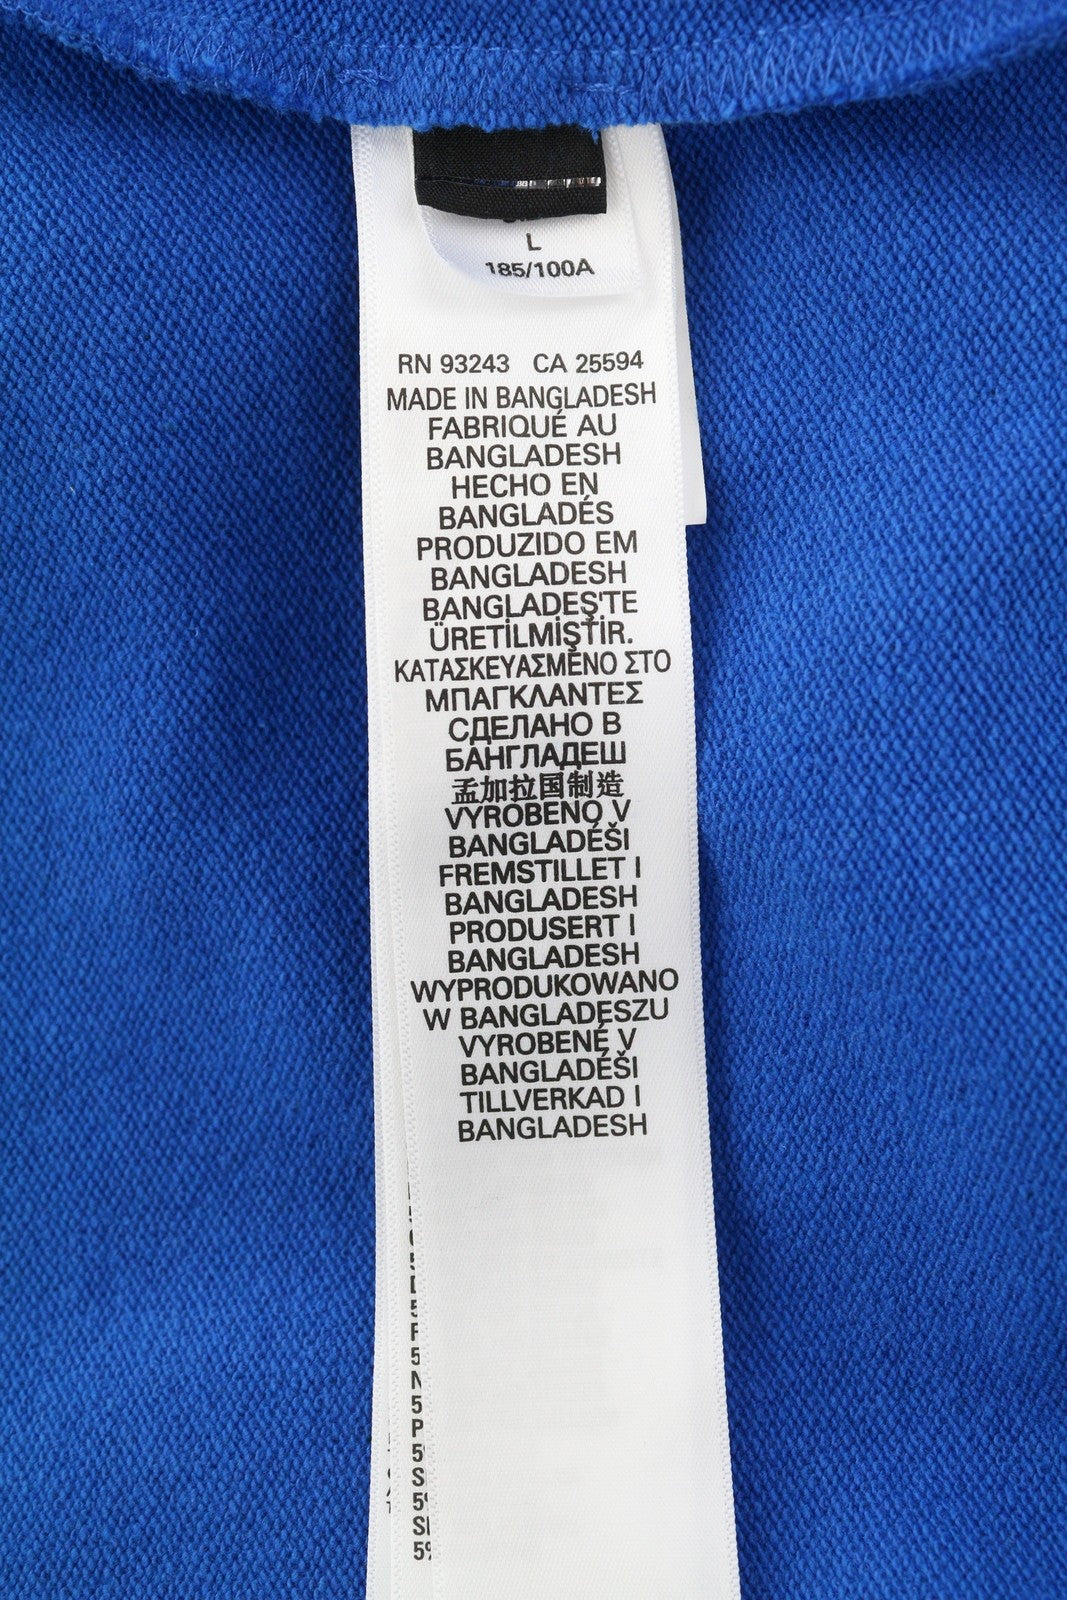 L
185/100A
RN 93243 CA 25594
MADE IN BANGLADESH
FABRIQUÉ AU
BANGLADESH
HECHO EN
BANGLADÉS
PRODUZIDO EM
BANGLADESH
BANGLADEŞ'TE
ÜRETİLMİŞTİR.
ΚΑΤΑΣΚΕΥΑΣΜΕΝΟ ΣΤΟ
ΜΠΑΓΚΛΑΝΤΕΣ
СДЕЛАНО В
БАНГЛАДЕШ
孟加拉国制造
VYROBENO V
BANGLADÉŠI
FREMSTILLET I
BANGLADESH
PRODUSERT I
BANGLADESH
WYPRODUKOWANO
W BANGLADESZU
VYROBENÉ V
BANGLADÉŠI
TILLVERKAD I
BANGLADESH